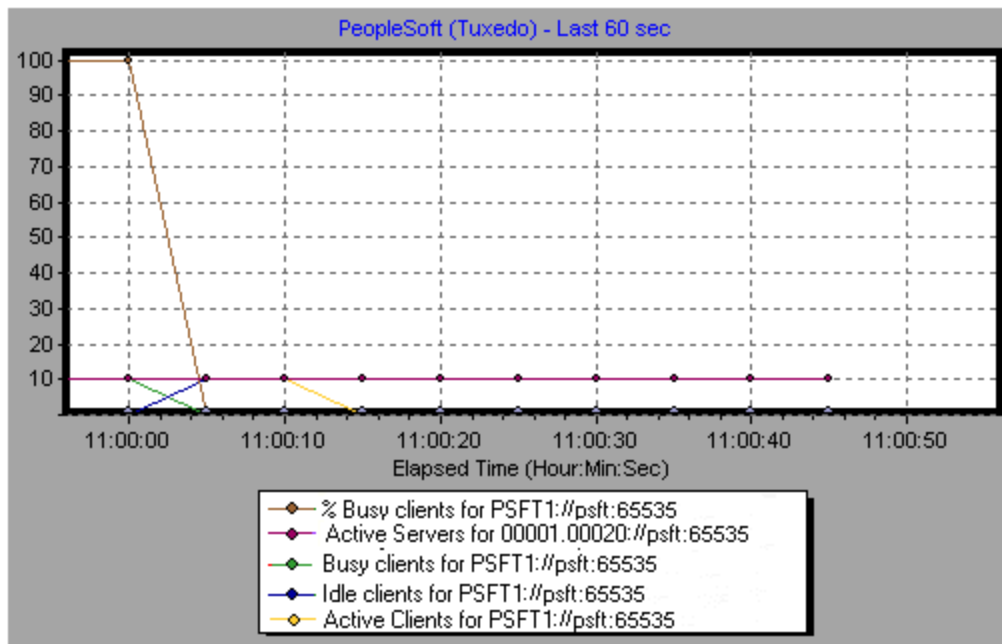 PeopleSoft (Tuxedo) - Last 60 sec
100
90
80
70
60
50
40
30
20
10
11:00:00 11:00:10 11:00:20 11:00:30 11:00:40 11:00:50
Elapsed Time (Hour:Min:Sec)
% Busy clients for PSFT1://psft:65535
Active Servers for 00001.00020://psft:65535
Busy clients for PSFT1://psft:65535
Idle clients for PSFT1://psft:65535
Active Clients for PSFT1://psft:65535